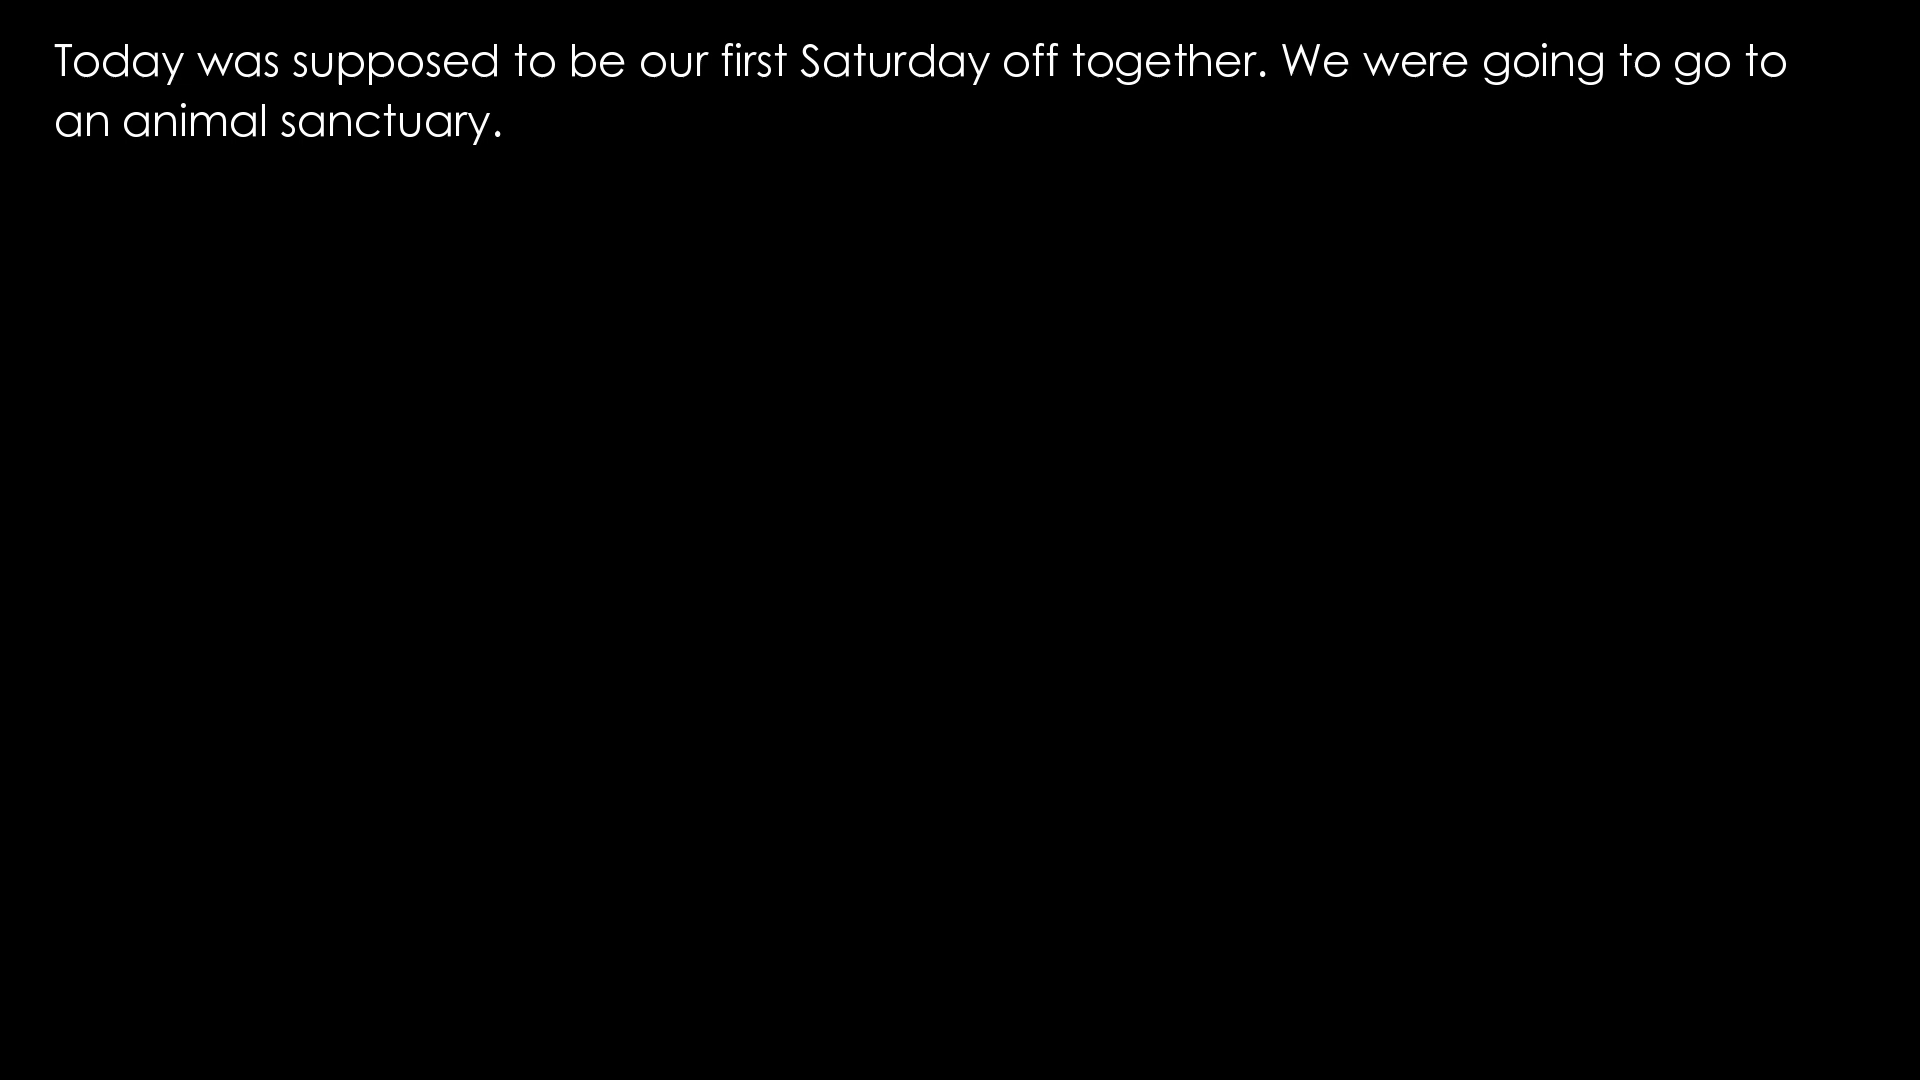 Today was supposed to be our first Saturday off together. We were going to go to
an animal sanctuary.